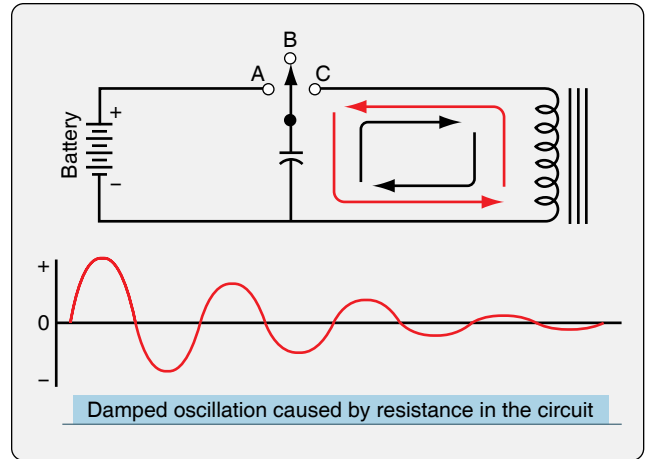 B
A
C
+
Battery
−
+
0
−
Damped oscillation caused by resistance in the circuit